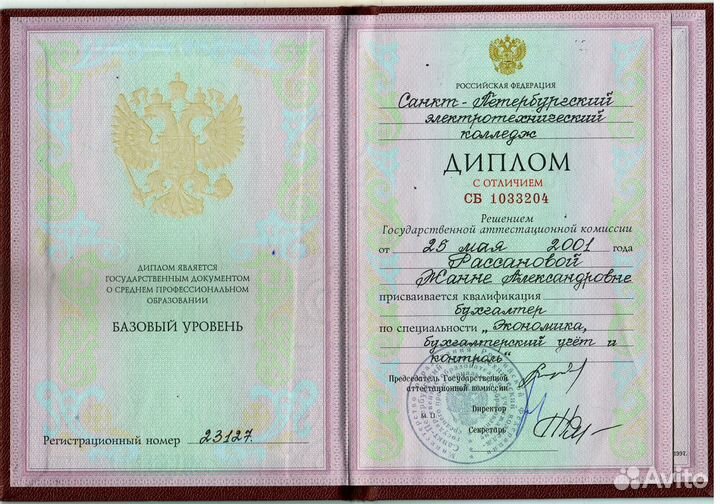 ДИПЛОМ ЯВЛЯЕТСЯ
ГОСУДАРСТВЕННЫМ ДОКУМЕНТОМ
О СРЕДНЕМ ПРОФЕССИОНАЛЬНОМ
ОБРАЗОВАНИИ
БАЗОВЫЙ УРОВЕНЬ
Регистрационный номер 23127
РОССИЙСКАЯ ФЕДЕРАЦИЯ
Санкт-Петербургский
электротехнический
колледж
ДИПЛОМ
С ОТЛИЧИЕМ
СБ 1033204
Решением
Государственной аттестационной комиссии
от 25 мая 2001 года
Рассановой
Жанне Александровне
присваивается квалификация
бухгалтер
по специальности „Экономика,
бухгалтерский учёт и
контроль"
Председатель Государственной
аттестационной комиссии
Директор
М.П.
Секретарь
1997.
Avito